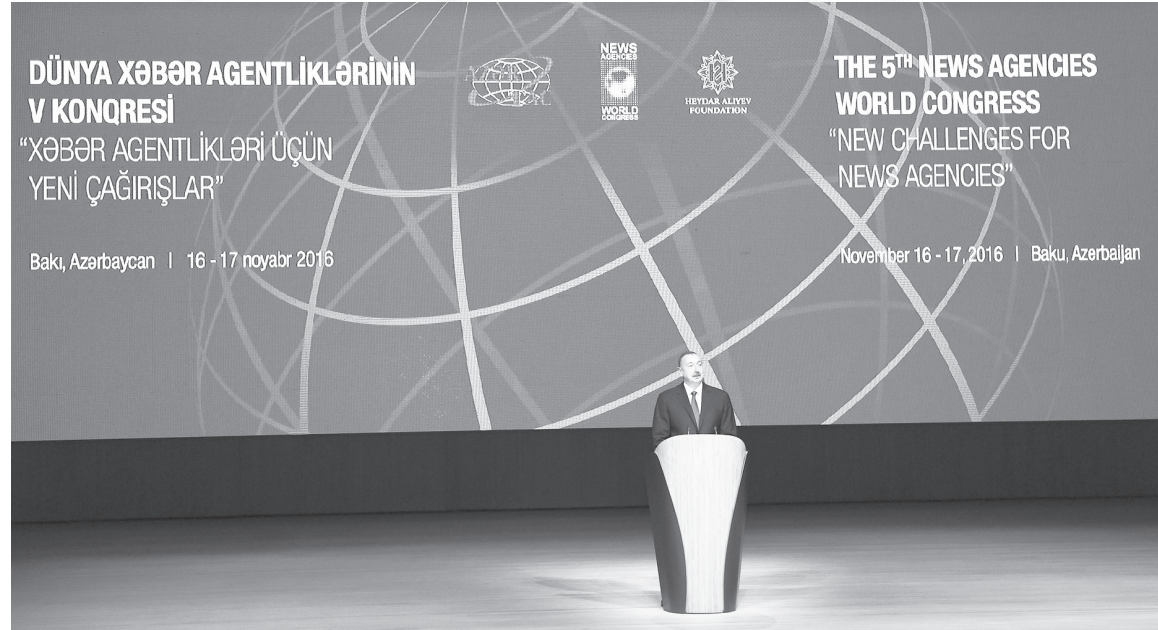 DÜNYA XƏBƏR AGENTLİKLƏRİNİN
V KONQRESİ
“XƏBƏR AGENTLİKLƏRİ ÜÇÜN
YENİ ÇAĞIRIŞLAR”
Bakı, Azərbaycan | 16 - 17 noyabr 2016
NEWS
AGENCIES
WORLD
CONGRESS
HEYDAR ALIYEV
FOUNDATION
THE 5TH NEWS AGENCIES
WORLD CONGRESS
“NEW CHALLENGES FOR
NEWS AGENCIES”
November 16 - 17, 2016 | Baku, Azerbaijan